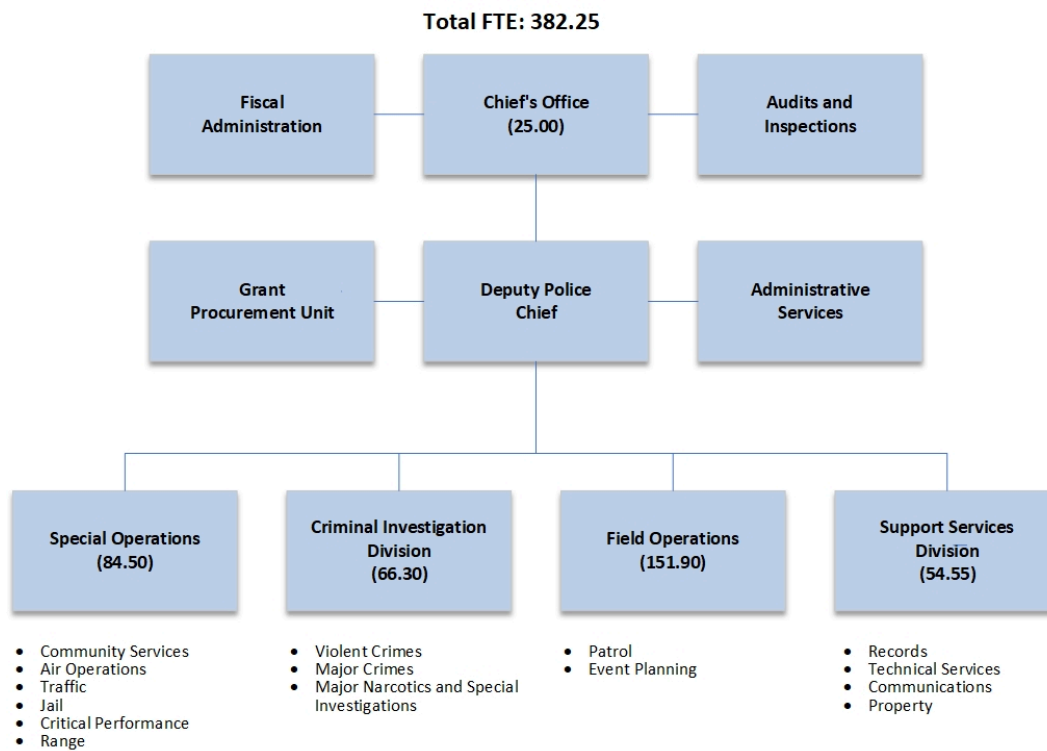 Total FTE: 382.25
Fiscal
Administration
Chief's Office
(25.00)
Audits and
Inspections
Grant
Procurement Unit
Deputy Police
Chief
Administrative
Services
Special Operations
(84.50)
Criminal Investigation
Division
(66.30)
Field Operations
(151.90)
Support Services
Division
(54.55)
• Community Services
• Air Operations
• Traffic
• Jail
• Critical Performance
• Range
• Violent Crimes
• Major Crimes
• Major Narcotics and Special
Investigations
• Patrol
• Event Planning
• Records
• Technical Services
• Communications
• Property